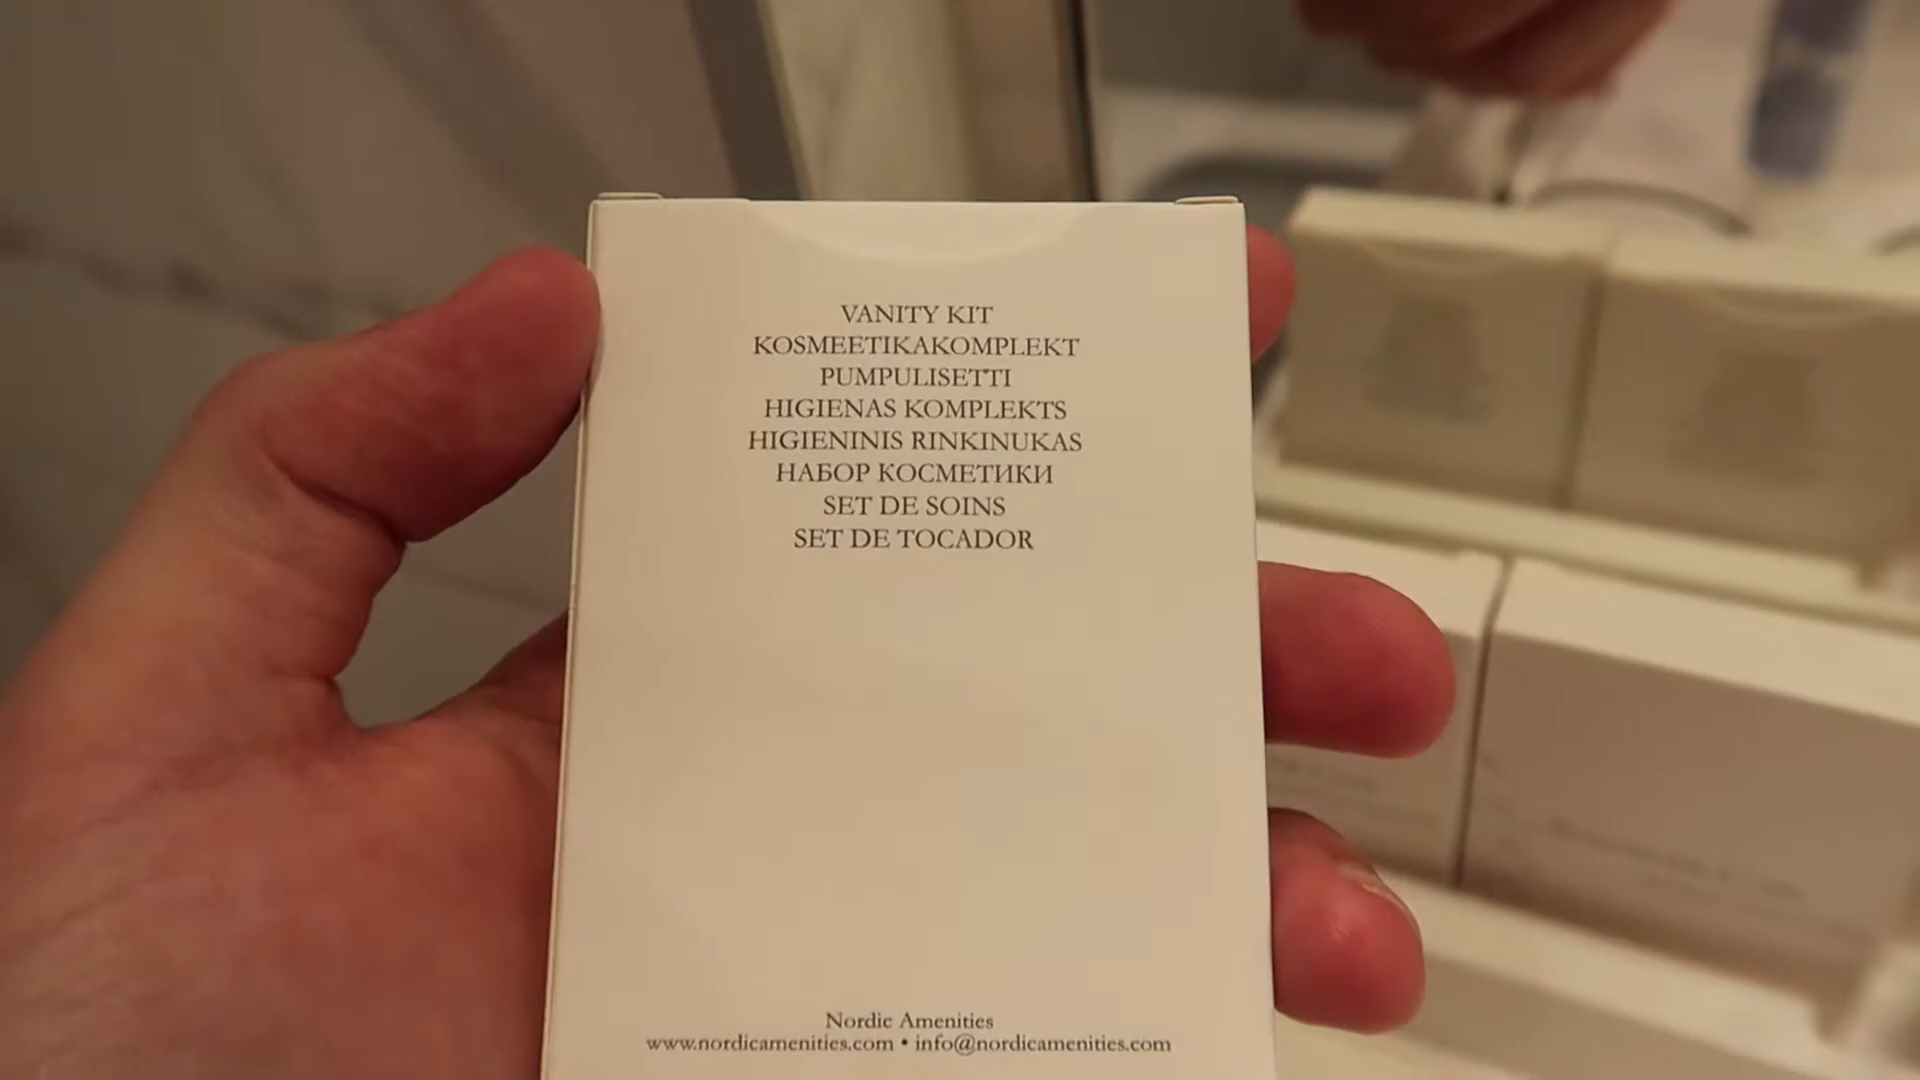 VANITY KIT
KOSMEETIKAKOMPLEKT
PUMPULISETTI
HIGIENAS KOMPLEKTS
HIGIENINIS RINKINUKAS
НАБОР КОСМЕТИКИ
SET DE SOINS
SET DE TOCADOR
Nordic Amenities
www.nordicamenities.com • info@nordicamenities.com